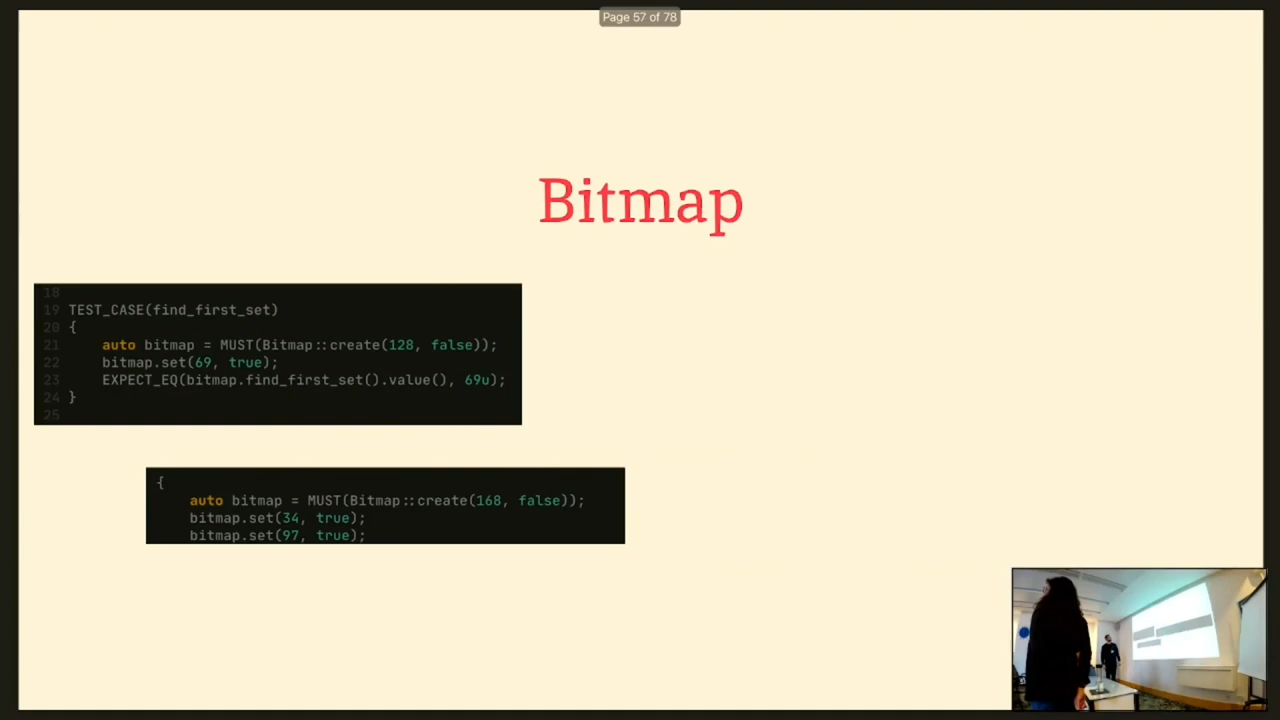 Page 57 of 78
Bitmap
18
19 TEST_CASE(find_first_set)
20 {
21     auto bitmap = MUST(Bitmap::create(128, false));
22     bitmap.set(69, true);
23     EXPECT_EQ(bitmap.find_first_set().value(), 69u);
24 }
25
{
    auto bitmap = MUST(Bitmap::create(168, false));
    bitmap.set(34, true);
    bitmap.set(97, true);